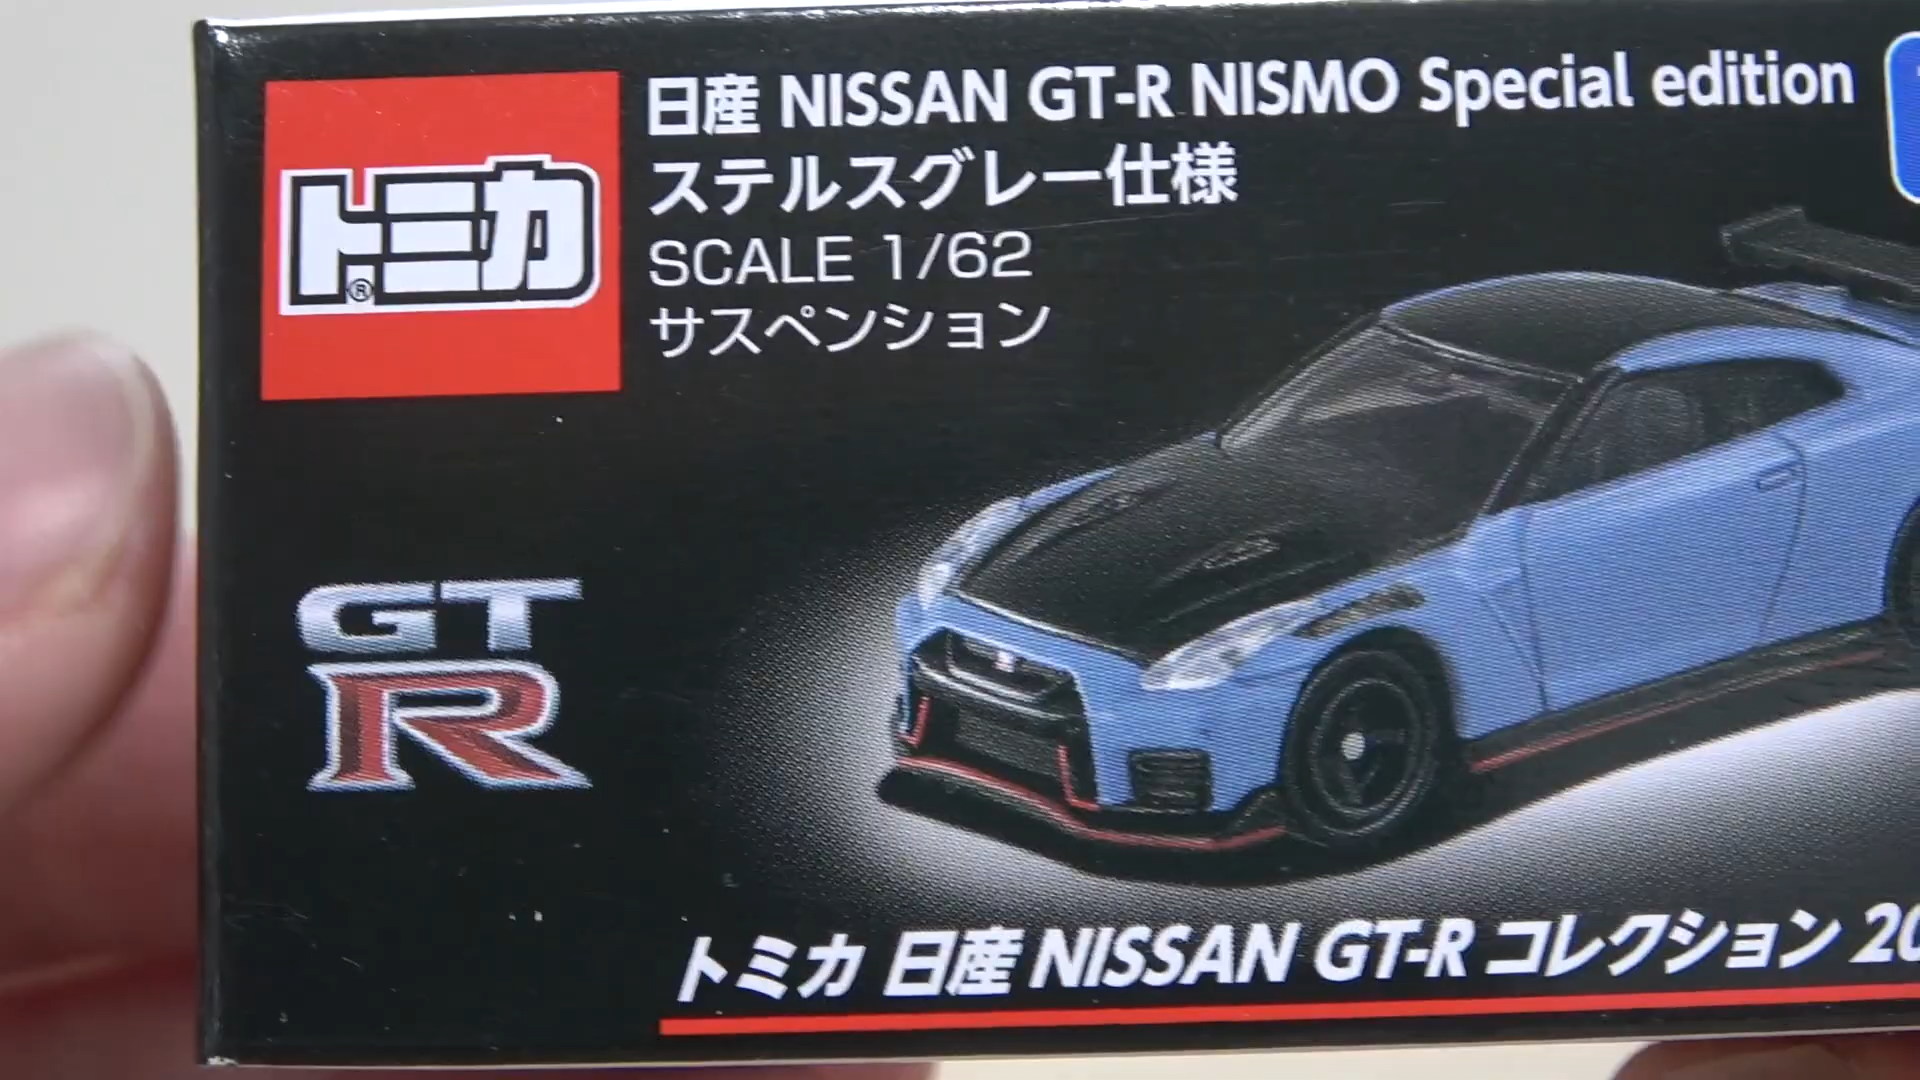 日産 NISSAN GT-R NISMO Special edition
ステルスグレー仕様
SCALE 1/62
サスペンション
トミカ®
GT
R
トミカ 日産 NISSAN GT-R コレクション